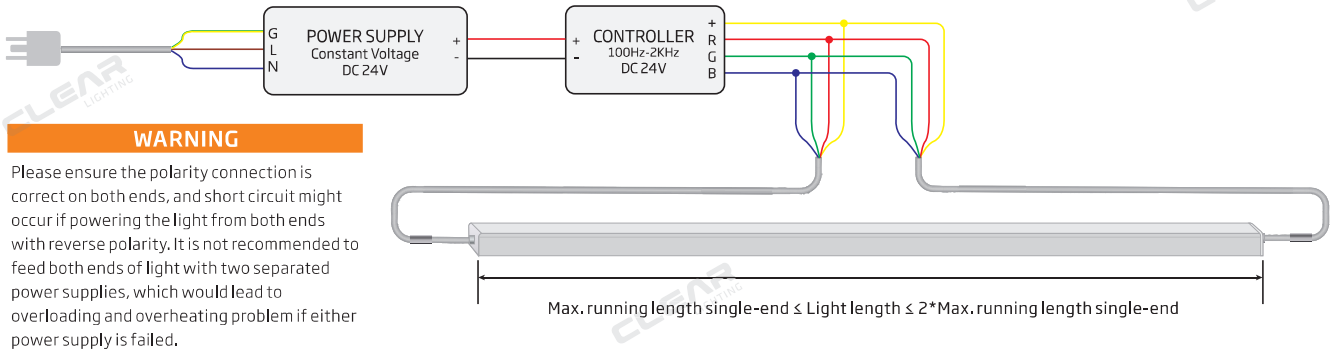 G
L
N
POWER SUPPLY
Constant Voltage
DC 24V
+
-
+
-
CONTROLLER
100Hz-2KHz
DC 24V
+
R
G
B
CLEAR
LIGHTING
CLEAR
WARNING
Please ensure the polarity connection is
correct on both ends, and short circuit might
occur if powering the light from both ends
with reverse polarity. It is not recommended to
feed both ends of light with two separated
power supplies, which would lead to
overloading and overheating problem if either
power supply is failed.
Max. running length single-end ≤ Light length ≤ 2*Max. running length single-end
CLEAR
LIGHTING